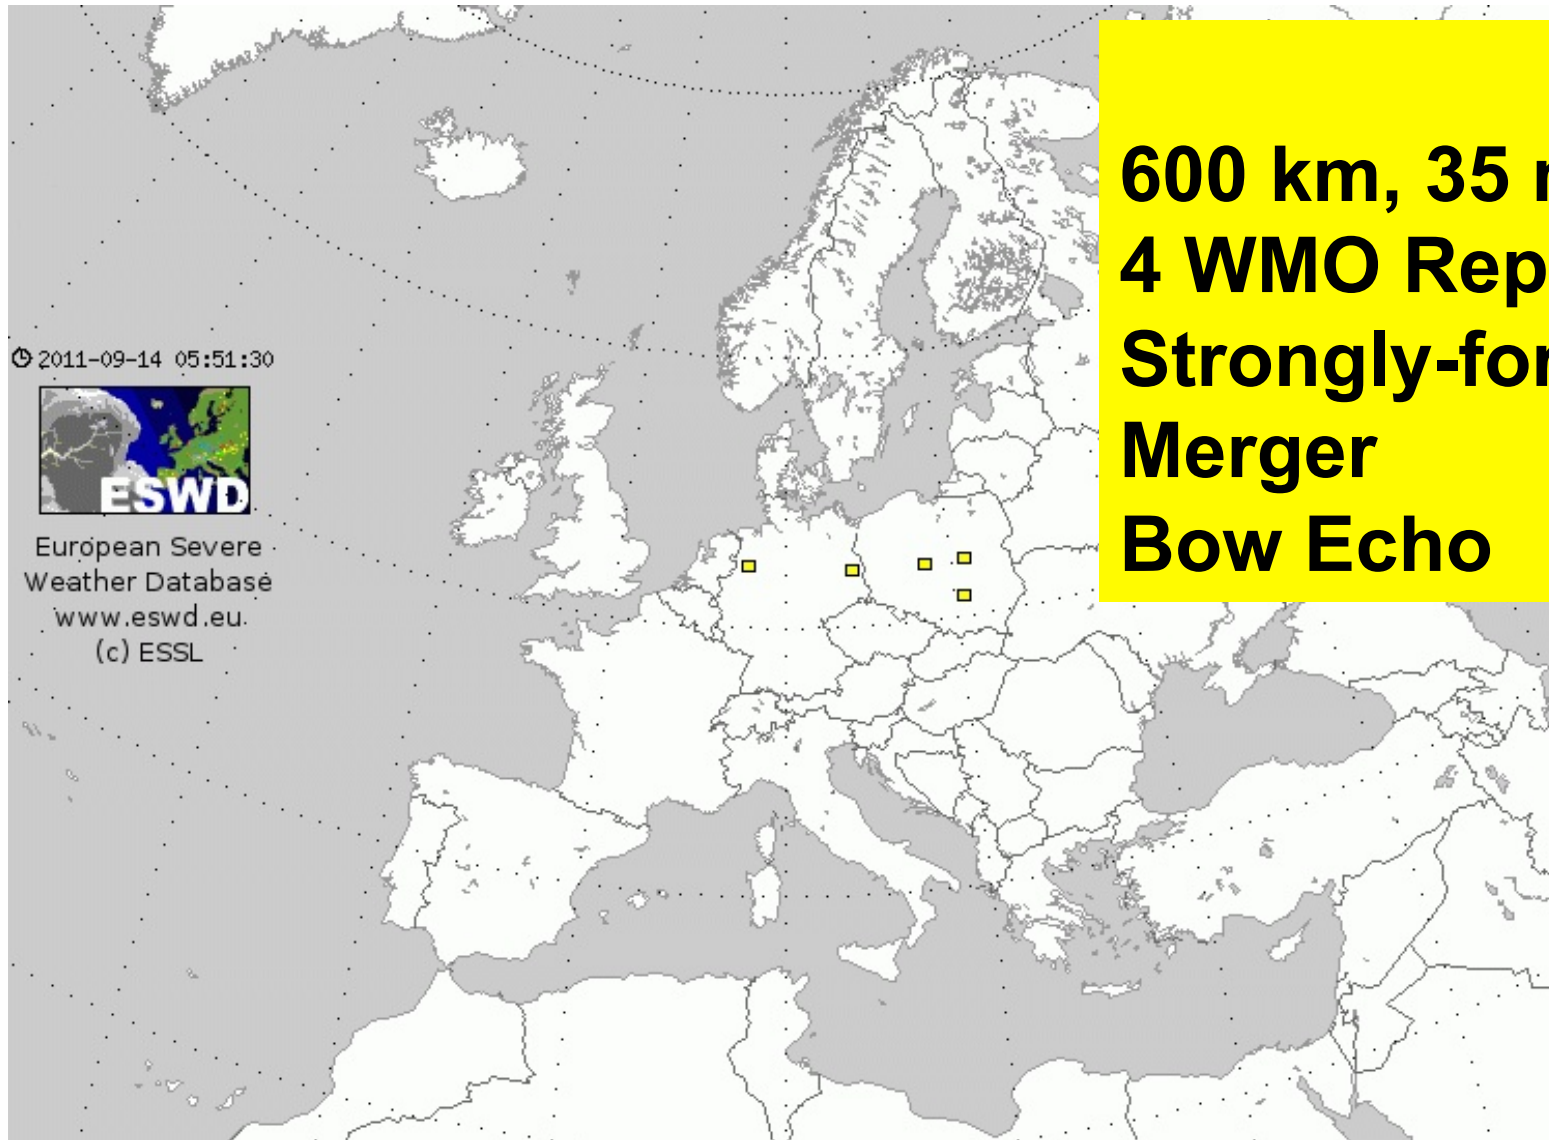 600 km, 35
4 WMO Rep
Strongly-for
Merger
Bow Echo
2011-09-14 05:51:30
ESWD
European Severe
Weather Database
www.eswd.eu
(c) ESSL